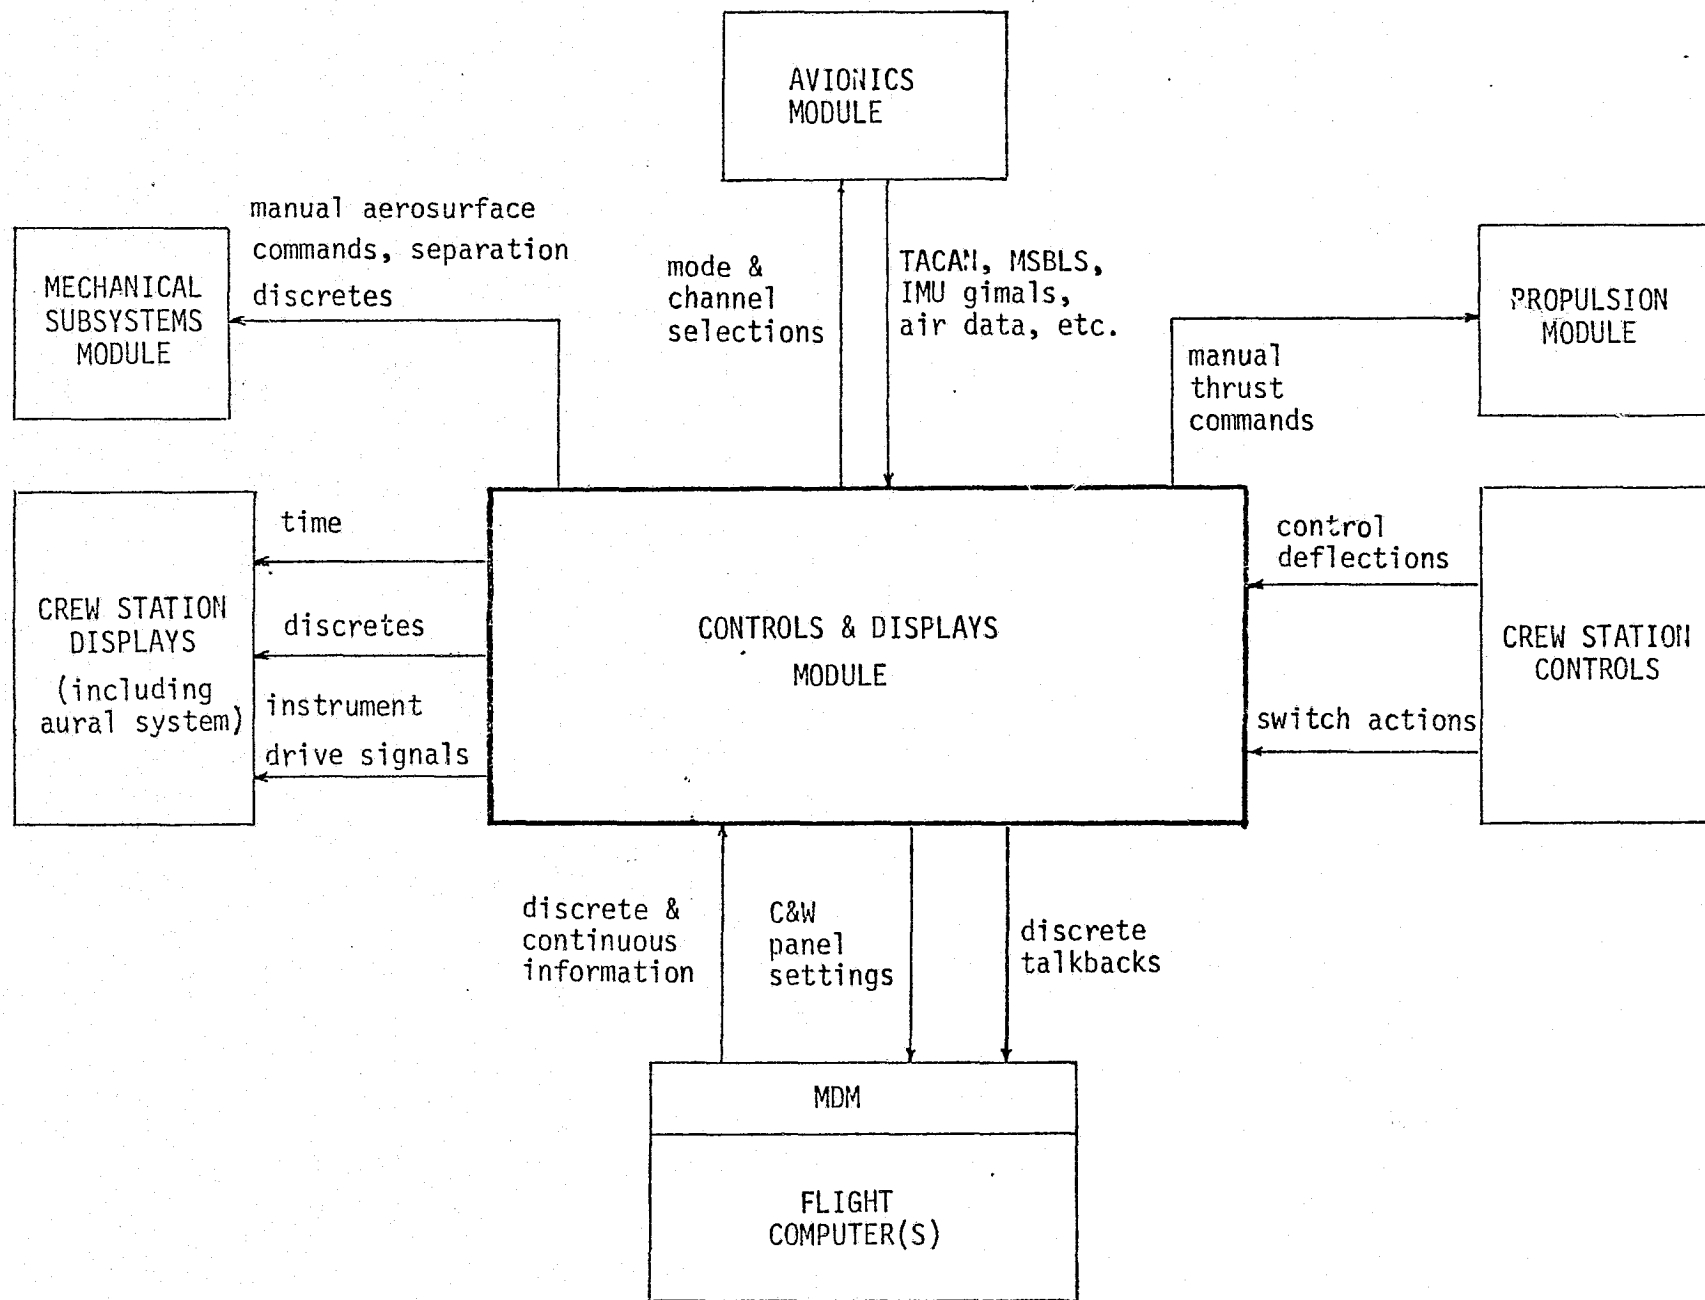 AVIONICS
MODULE
manual aerosurface
commands, separation
discretes
MECHANICAL
SUBSYSTEMS
MODULE
mode &
channel
selections
TACAN, MSBLS,
IMU gimals,
air data, etc.
PROPULSION
MODULE
manual
thrust
commands
time
discretes
instrument
drive signals
CREW STATION
DISPLAYS
(including
aural system)
CONTROLS & DISPLAYS
MODULE
control
deflections
switch actions
CREW STATION
CONTROLS
discrete &
continuous
information
C&W
panel
settings
discrete
talkbacks
MDM
FLIGHT
COMPUTER(S)